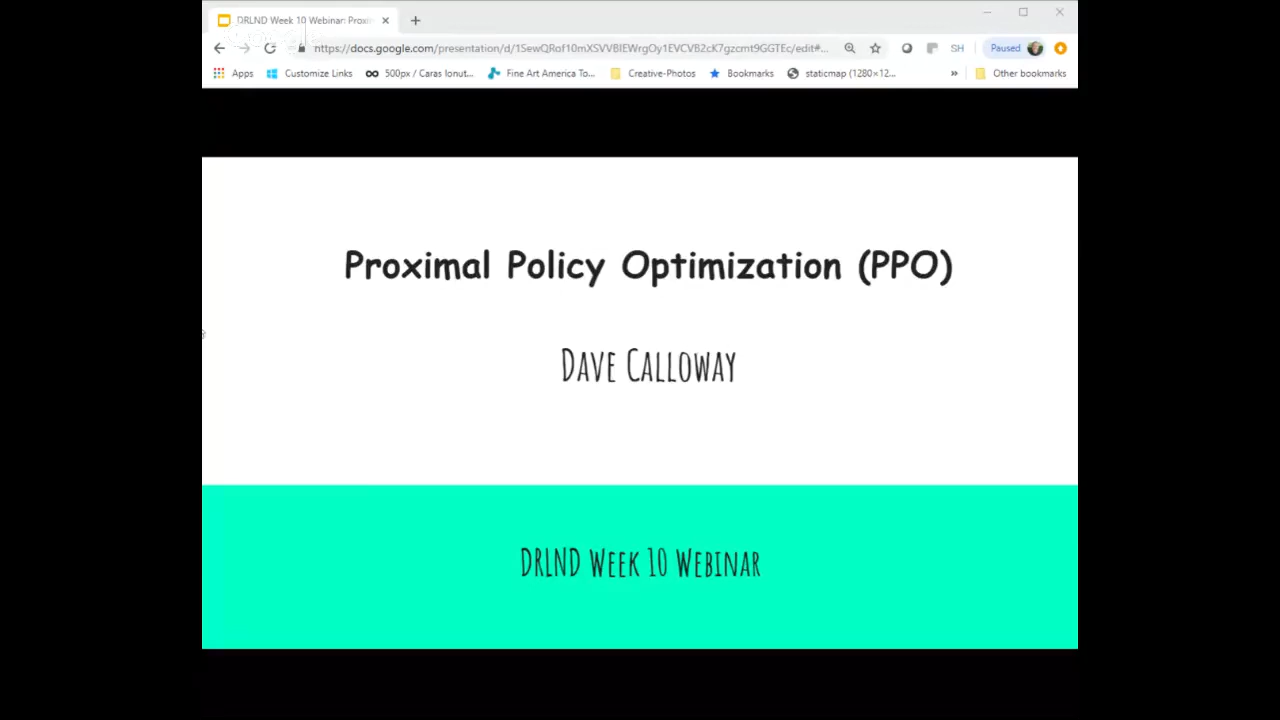 DRLND Week 10 Webinar: Proxim
https://docs.google.com/presentation/d/1SewQRof10mXSVVBIEWrgOy1EVCVB2cK7gzcmt9GGTEc/edit#...
SH
Paused
Apps
Customize Links
500px / Caras Ionut...
Fine Art America To...
Creative-Photos
Bookmarks
staticmap (1280×12...
»
Other bookmarks
Proximal Policy Optimization (PPO)
Dave Calloway
DRLND Week 10 Webinar